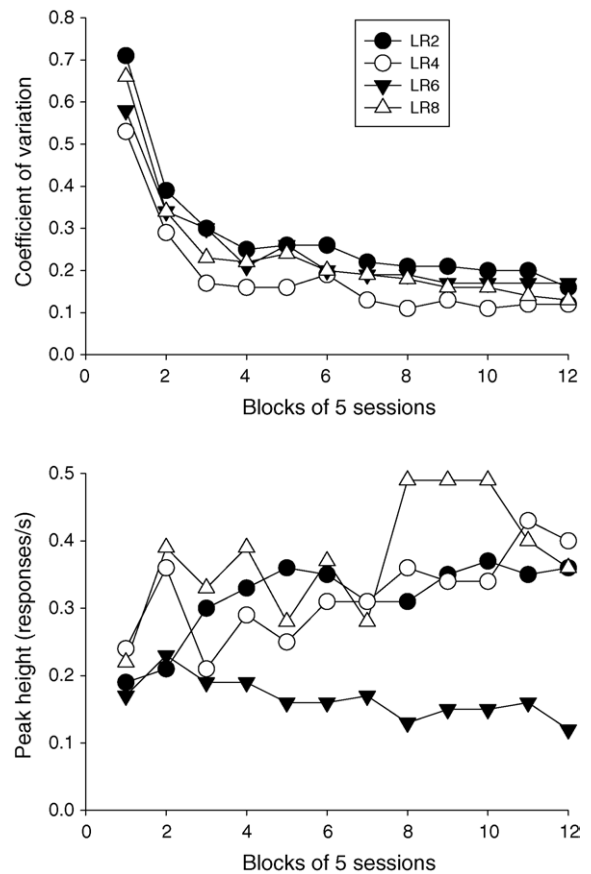 0.8
0.7
0.6
0.5
0.4
0.3
0.2
0.1
0.0
Coefficient of variation
LR2
LR4
LR6
LR8
0 2 4 6 8 10 12
Blocks of 5 sessions
0.5
0.4
0.3
0.2
0.1
0.0
Peak height (responses/s)
0 2 4 6 8 10 12
Blocks of 5 sessions